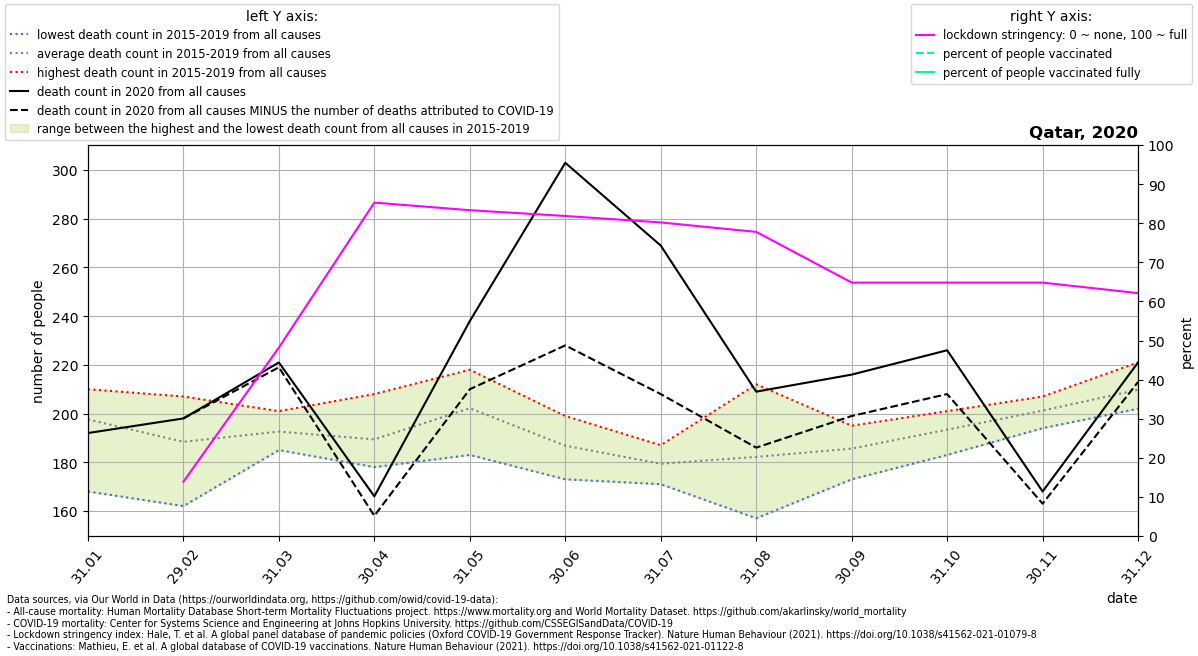 left Y axis:
lowest death count in 2015-2019 from all causes
average death count in 2015-2019 from all causes
highest death count in 2015-2019 from all causes
death count in 2020 from all causes
death count in 2020 from all causes MINUS the number of deaths attributed to COVID-19
range between the highest and the lowest death count from all causes in 2015-2019
right Y axis:
lockdown stringency: 0 ~ none, 100 ~ full
percent of people vaccinated
percent of people vaccinated fully
Qatar, 2020
number of people
300
280
260
240
220
200
180
160
100
90
80
70
60
50
40
30
20
10
0
percent
31.01
29.02
31.03
30.04
31.05
30.06
31.07
31.08
30.09
31.10
30.11
31.12
date
Data sources, via Our World in Data (https://ourworldindata.org, https://github.com/owid/covid-19-data):
- All-cause mortality: Human Mortality Database Short-term Mortality Fluctuations project. https://www.mortality.org and World Mortality Dataset. https://github.com/akarlinsky/world_mortality
- COVID-19 mortality: Center for Systems Science and Engineering at Johns Hopkins University. https://github.com/CSSEGISandData/COVID-19
- Lockdown stringency index: Hale, T. et al. A global panel database of pandemic policies (Oxford COVID-19 Government Response Tracker). Nature Human Behaviour (2021). https://doi.org/10.1038/s41562-021-01079-8
- Vaccinations: Mathieu, E. et al. A global database of COVID-19 vaccinations. Nature Human Behaviour (2021). https://doi.org/10.1038/s41562-021-01122-8